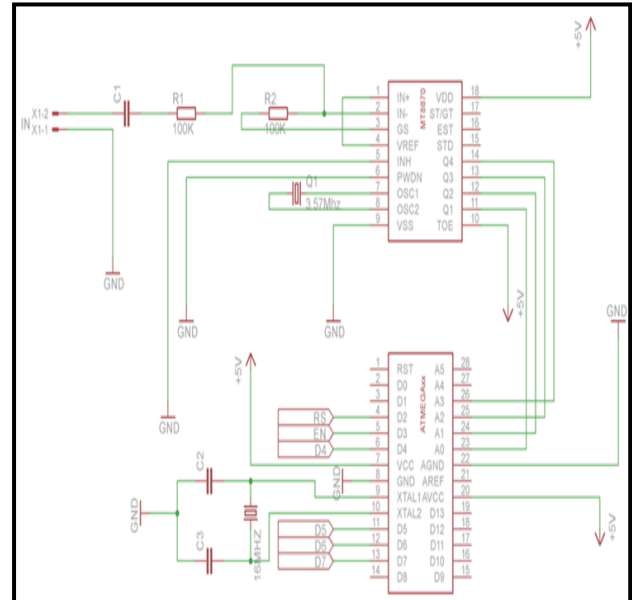 +5V
C1
R1
100K
R2
100K
IN
X1-2
X1-1
GND
MT8870
1 IN+ VDD 18
2 IN- ST/GT 17
3 GS EST 16
4 VREF STD 15
5 INH Q4 14
6 PWDN Q3 13
7 OSC1 Q2 12
8 OSC2 Q1 11
9 VSS TOE 10
Q1
3.57Mhz
GND
GND
+5V
GND
+5V
GND
ATMEGAxx
1 RST A5 28
2 D0 A4 27
3 D1 A3 26
RS 4 D2 A2 25
EN 5 D3 A1 24
D4 6 D4 A0 23
7 VCC AGND 22
8 GND AREF 21
9 XTAL1 AVCC 20
10 XTAL2 D13 19
D5 11 D5 D12 18
D6 12 D6 D11 17
D7 13 D7 D10 16
14 D8 D9 15
GND
C2
GND
C3
16MHZ
+5V